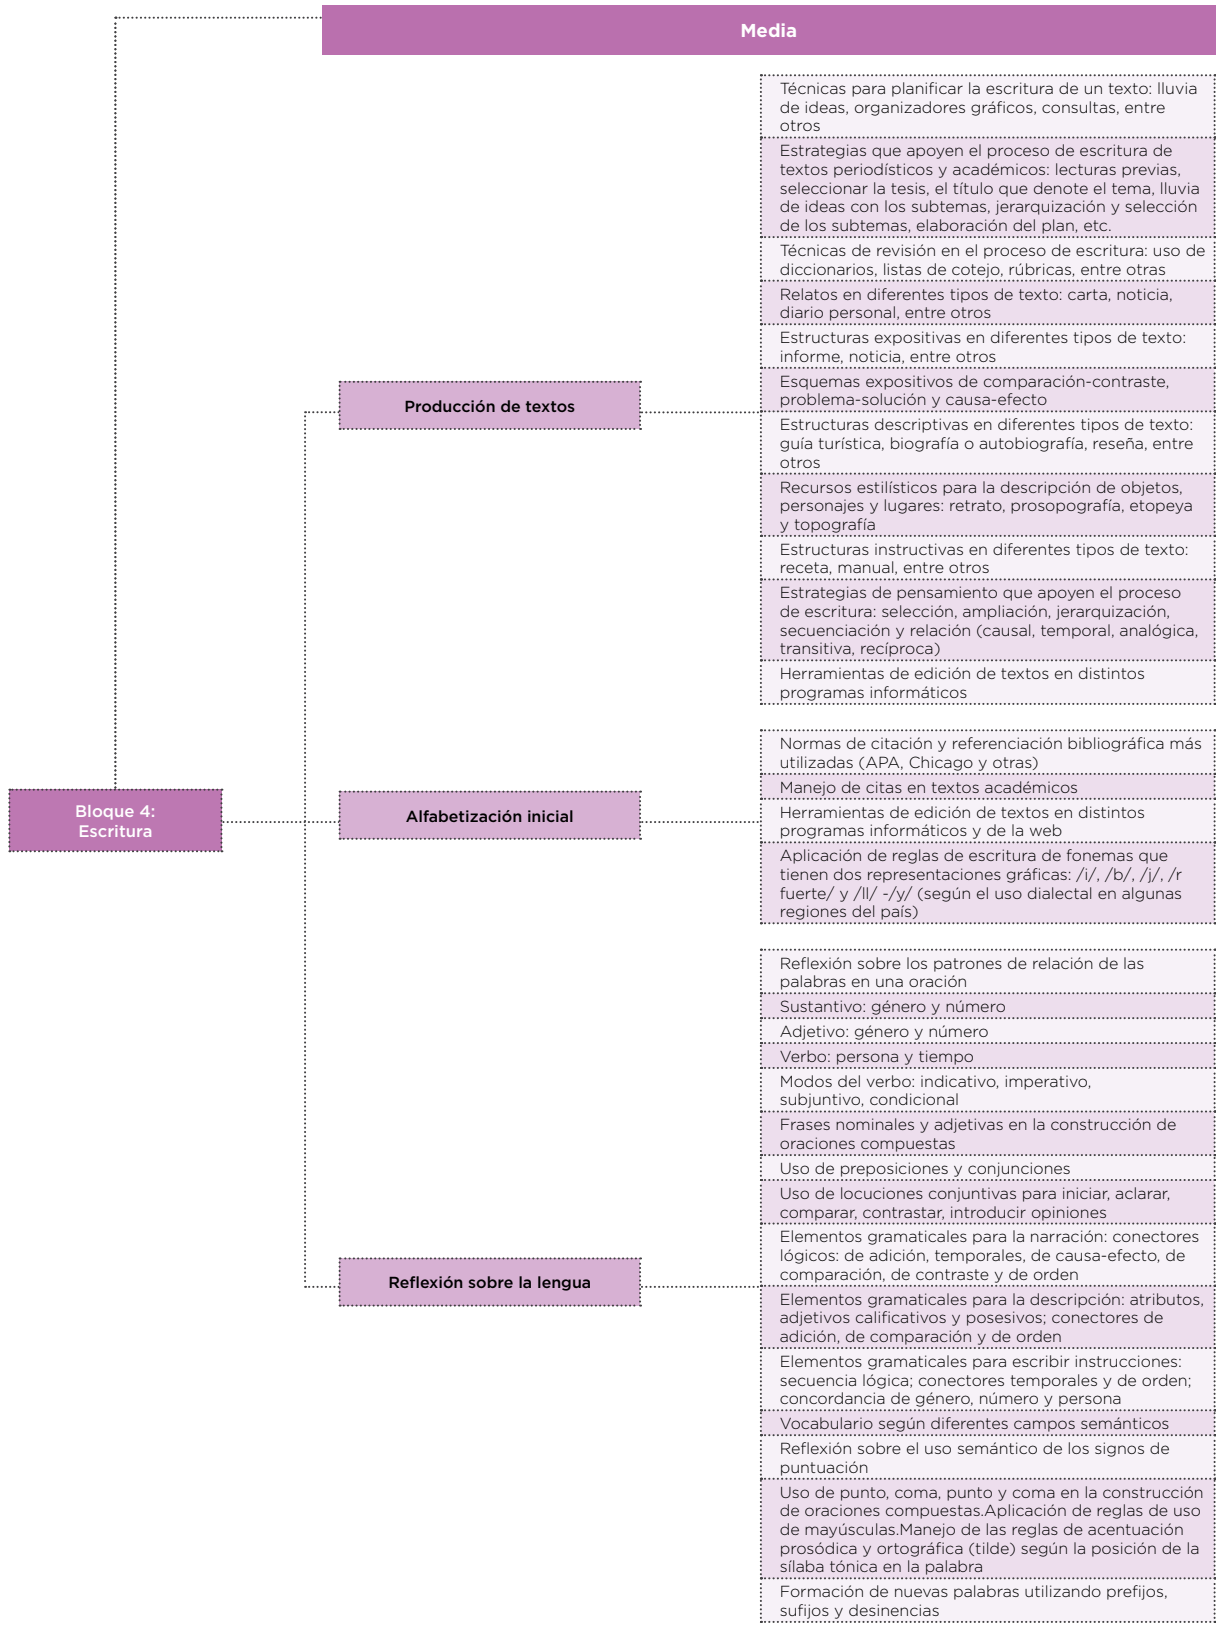 Media
Técnicas para planificar la escritura de un texto: lluvia
de ideas, organizadores gráficos, consultas, entre
otros
Estrategias que apoyen el proceso de escritura de
textos periodísticos y académicos: lecturas previas,
seleccionar la tesis, el título que denote el tema, lluvia
de ideas con los subtemas, jerarquización y selección
de los subtemas, elaboración del plan, etc.
Técnicas de revisión en el proceso de escritura: uso de
diccionarios, listas de cotejo, rúbricas, entre otras
Relatos en diferentes tipos de texto: carta, noticia,
diario personal, entre otros
Estructuras expositivas en diferentes tipos de texto:
informe, noticia, entre otros
Producción de textos
Esquemas expositivos de comparación-contraste,
problema-solución y causa-efecto
Estructuras descriptivas en diferentes tipos de texto:
guía turística, biografía o autobiografía, reseña, entre
otros
Recursos estilísticos para la descripción de objetos,
personajes y lugares: retrato, prosopografía, etopeya
y topografía
Estructuras instructivas en diferentes tipos de texto:
receta, manual, entre otros
Estrategias de pensamiento que apoyen el proceso
de escritura: selección, ampliación, jerarquización,
secuenciación y relación (causal, temporal, analógica,
transitiva, recíproca)
Herramientas de edición de textos en distintos
programas informáticos
Bloque 4:
Escritura
Alfabetización inicial
Normas de citación y referenciación bibliográfica más
utilizadas (APA, Chicago y otras)
Manejo de citas en textos académicos
Herramientas de edición de textos en distintos
programas informáticos y de la web
Aplicación de reglas de escritura de fonemas que
tienen dos representaciones gráficas: /i/, /b/, /j/, /r
fuerte/ y /ll/ -/y/ (según el uso dialectal en algunas
regiones del país)
Reflexión sobre los patrones de relación de las
palabras en una oración
Sustantivo: género y número
Adjetivo: género y número
Verbo: persona y tiempo
Modos del verbo: indicativo, imperativo,
subjuntivo, condicional
Frases nominales y adjetivas en la construcción de
oraciones compuestas
Uso de preposiciones y conjunciones
Uso de locuciones conjuntivas para iniciar, aclarar,
comparar, contrastar, introducir opiniones
Elementos gramaticales para la narración: conectores
lógicos: de adición, temporales, de causa-efecto, de
comparación, de contraste y de orden
Reflexión sobre la lengua
Elementos gramaticales para la descripción: atributos,
adjetivos calificativos y posesivos; conectores de
adición, de comparación y de orden
Elementos gramaticales para escribir instrucciones:
secuencia lógica; conectores temporales y de orden;
concordancia de género, número y persona
Vocabulario según diferentes campos semánticos
Reflexión sobre el uso semántico de los signos de
puntuación
Uso de punto, coma, punto y coma en la construcción
de oraciones compuestas.Aplicación de reglas de uso
de mayúsculas.Manejo de las reglas de acentuación
prosódica y ortográfica (tilde) según la posición de la
sílaba tónica en la palabra
Formación de nuevas palabras utilizando prefijos,
sufijos y desinencias